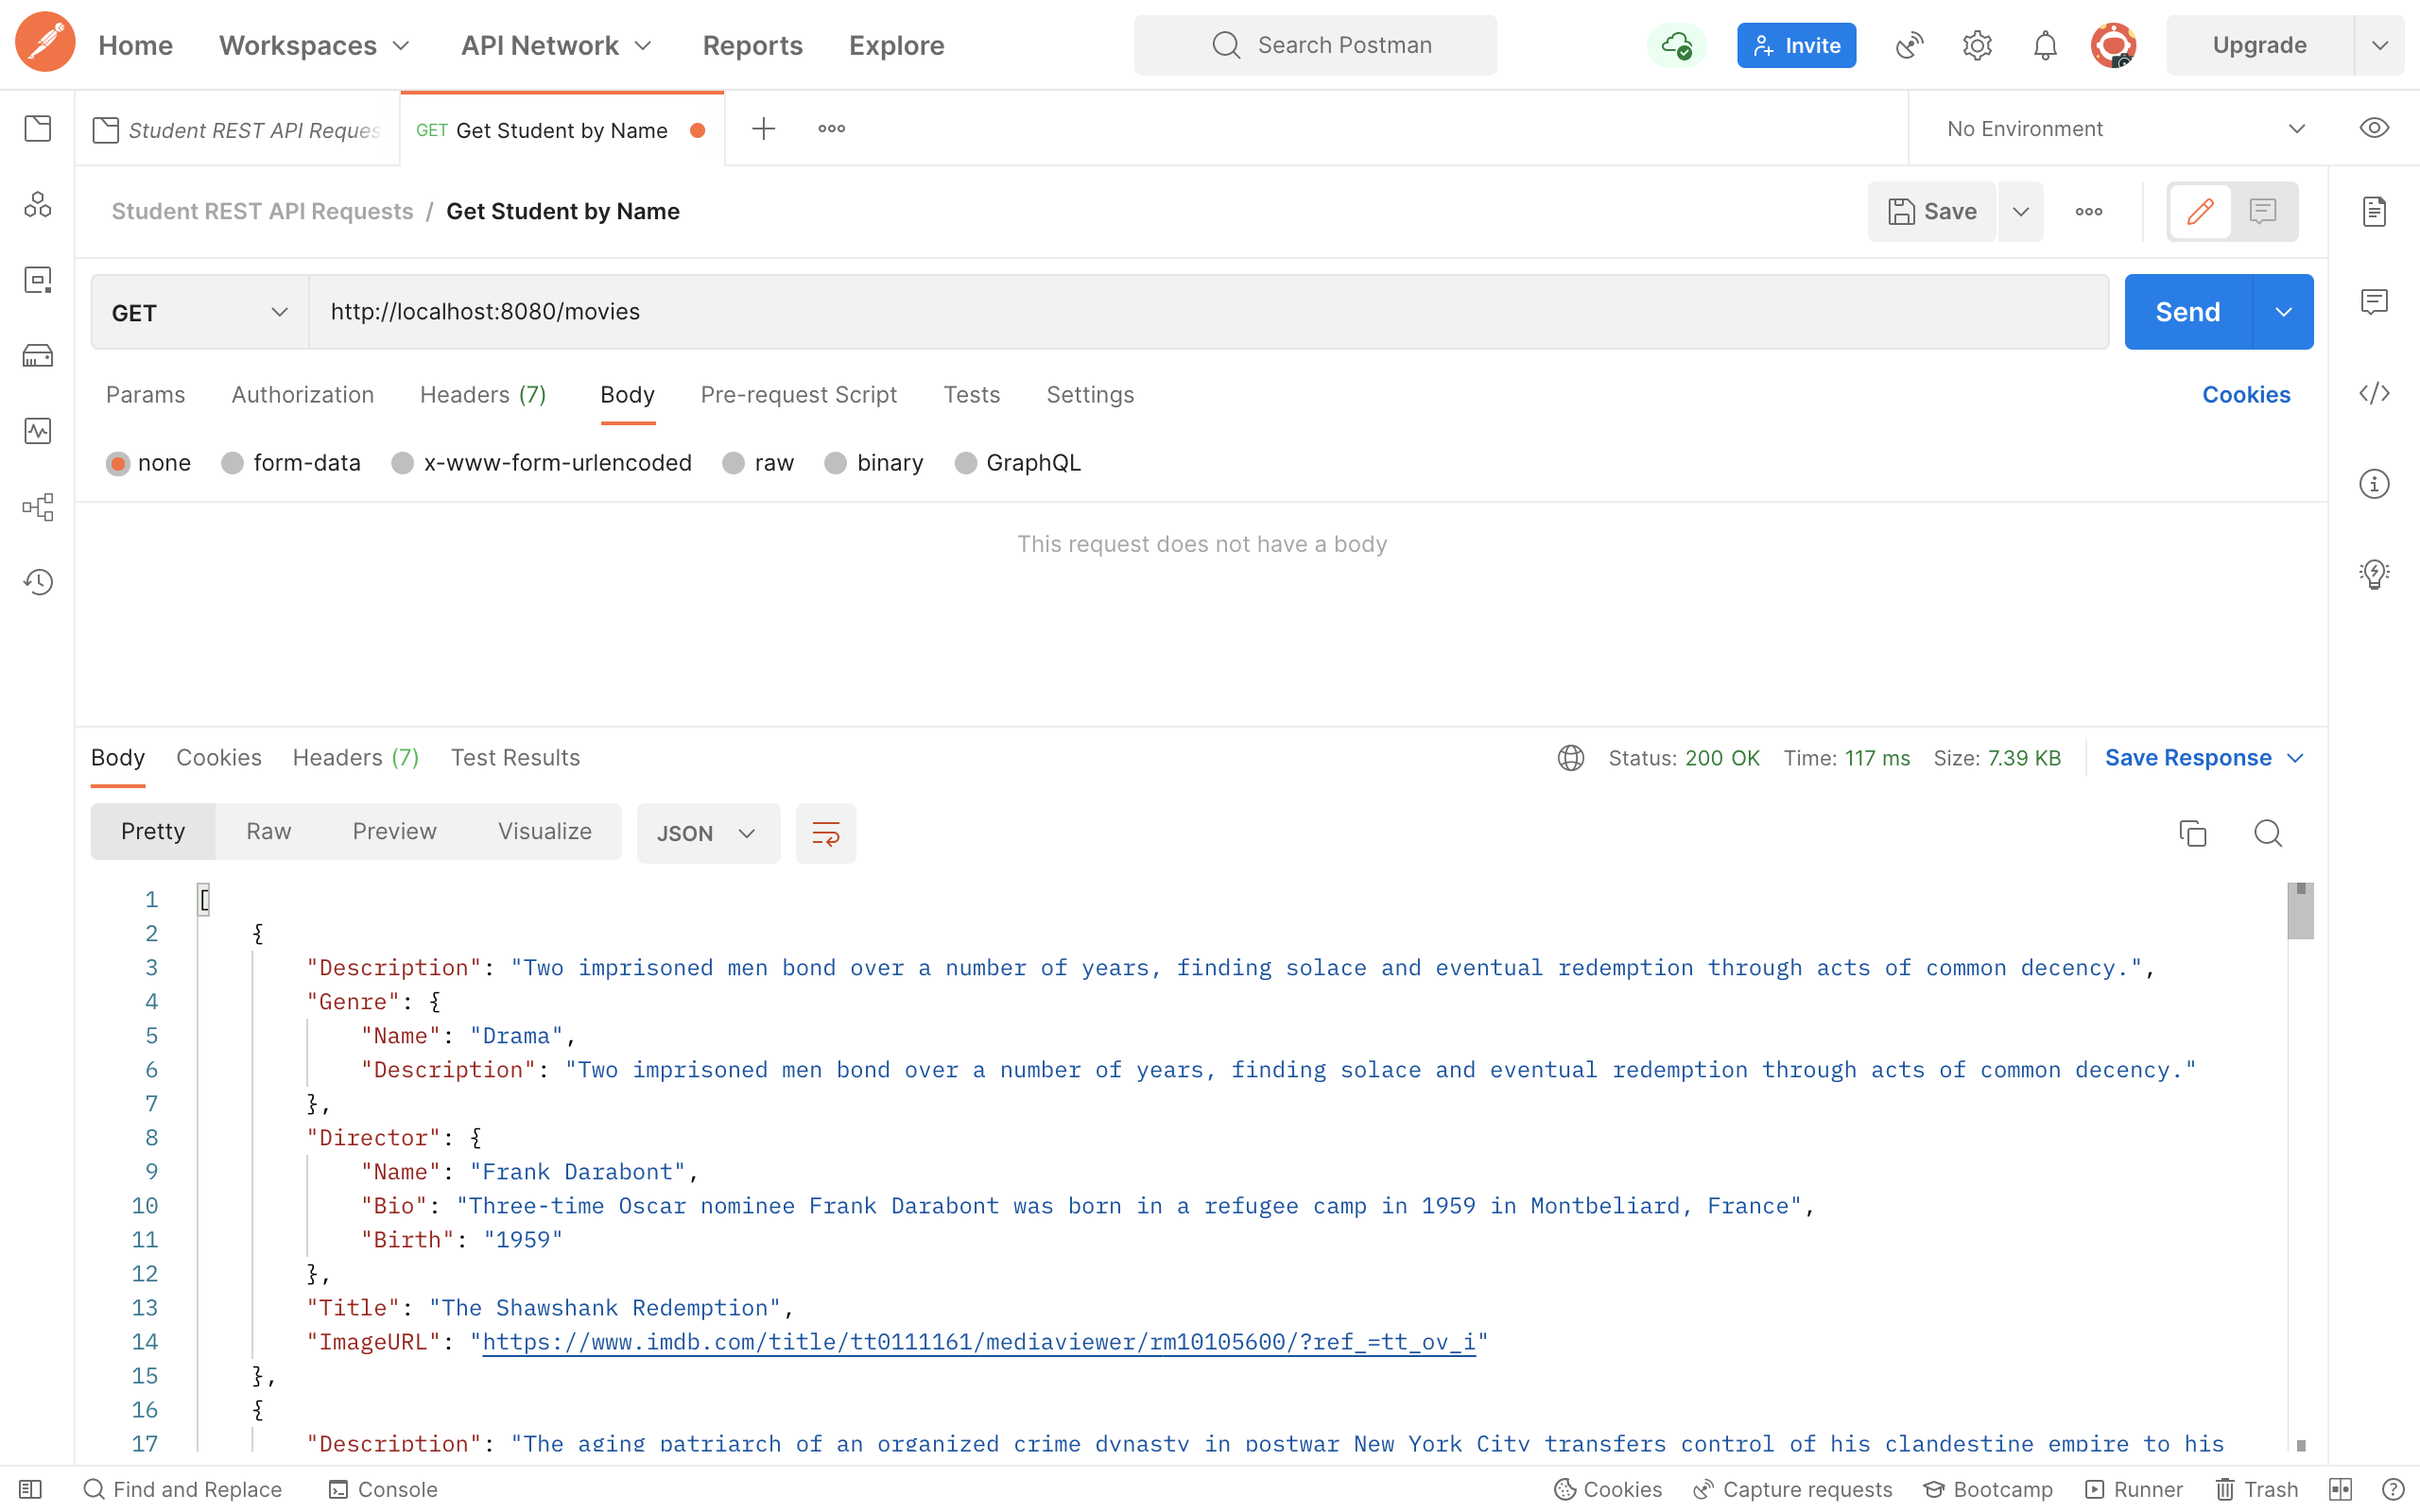 Home Workspaces API Network Reports Explore Search Postman Invite Upgrade
Student REST API Reques GET Get Student by Name No Environment
Student REST API Requests / Get Student by Name Save
GET http://localhost:8080/movies Send
Params Authorization Headers (7) Body Pre-request Script Tests Settings Cookies
none form-data x-www-form-urlencoded raw binary GraphQL
This request does not have a body
Body Cookies Headers (7) Test Results Status: 200 OK Time: 117 ms Size: 7.39 KB Save Response
Pretty Raw Preview Visualize JSON
1 [
2 {
3 "Description": "Two imprisoned men bond over a number of years, finding solace and eventual redemption through acts of common decency.",
4 "Genre": {
5 "Name": "Drama",
6 "Description": "Two imprisoned men bond over a number of years, finding solace and eventual redemption through acts of common decency."
7 },
8 "Director": {
9 "Name": "Frank Darabont",
10 "Bio": "Three-time Oscar nominee Frank Darabont was born in a refugee camp in 1959 in Montbeliard, France",
11 "Birth": "1959"
12 },
13 "Title": "The Shawshank Redemption",
14 "ImageURL": "https://www.imdb.com/title/tt0111161/mediaviewer/rm10105600/?ref_=tt_ov_i"
15 },
16 {
17 "Description": "The aging patriarch of an organized crime dynasty in postwar New York City transfers control of his clandestine empire to his
Find and Replace Console Cookies Capture requests Bootcamp Runner Trash